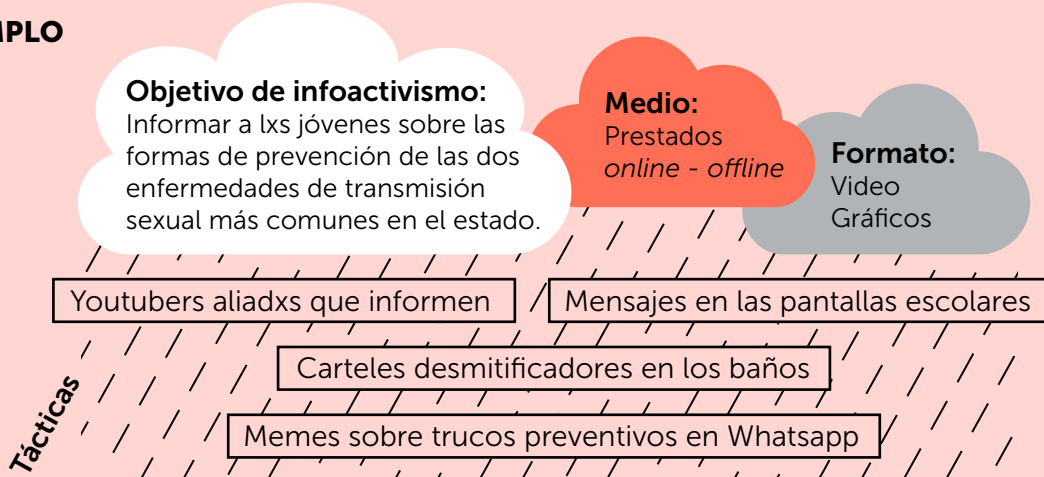 MPLO
Objetivo de infoactivismo:
Informar a lxs jóvenes sobre las
formas de prevención de las dos
enfermedades de transmisión
sexual más comunes en el estado.
Medio:
Prestados
online - offline
Formato:
Video
Gráficos
Youtubers aliadxs que informen
Mensajes en las pantallas escolares
Carteles desmitificadores en los baños
Memes sobre trucos preventivos en Whatsapp
Tácticas